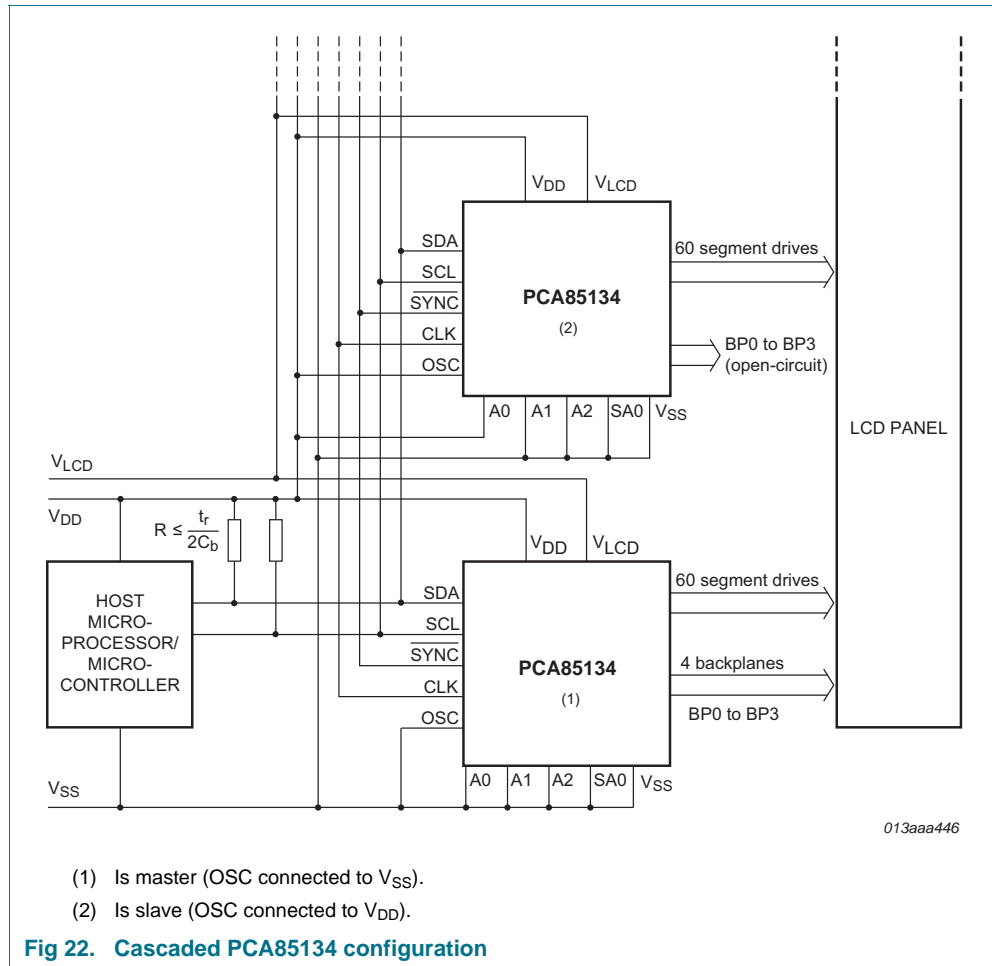 VDD
VLCD
SDA
SCL
SYNC
CLK
OSC
PCA85134
(2)
60 segment drives
BP0 to BP3
(open-circuit)
A0
A1
A2
SA0
VSS
LCD PANEL
VLCD
VDD
R ≤ tr
2Cb
VDD
VLCD
HOST
MICRO-
PROCESSOR/
MICRO-
CONTROLLER
SDA
SCL
SYNC
CLK
OSC
PCA85134
(1)
60 segment drives
4 backplanes
BP0 to BP3
VSS
A0
A1
A2
SA0
VSS
013aaa446
(1) Is master (OSC connected to VSS).
(2) Is slave (OSC connected to VDD).
Fig 22. Cascaded PCA85134 configuration